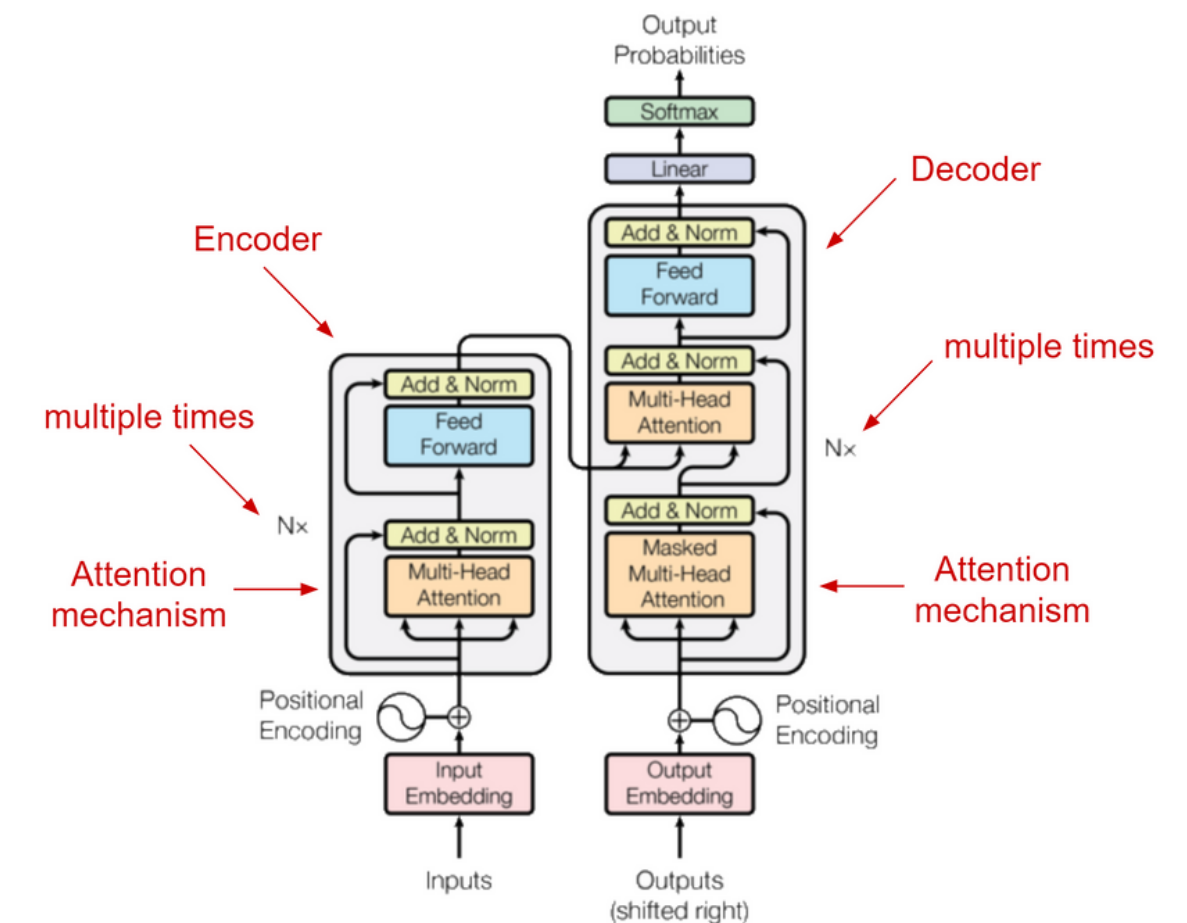 Output
Probabilities
Softmax
Linear
Decoder
Add & Norm
Feed
Forward
Encoder
Add & Norm
Multi-Head
Attention
multiple times
Nx
Add & Norm
Feed
Forward
multiple times
Nx
Add & Norm
Multi-Head
Attention
Attention
mechanism
Add & Norm
Masked
Multi-Head
Attention
Attention
mechanism
Positional
Encoding
Positional
Encoding
Input
Embedding
Output
Embedding
Inputs
Outputs
(shifted right)